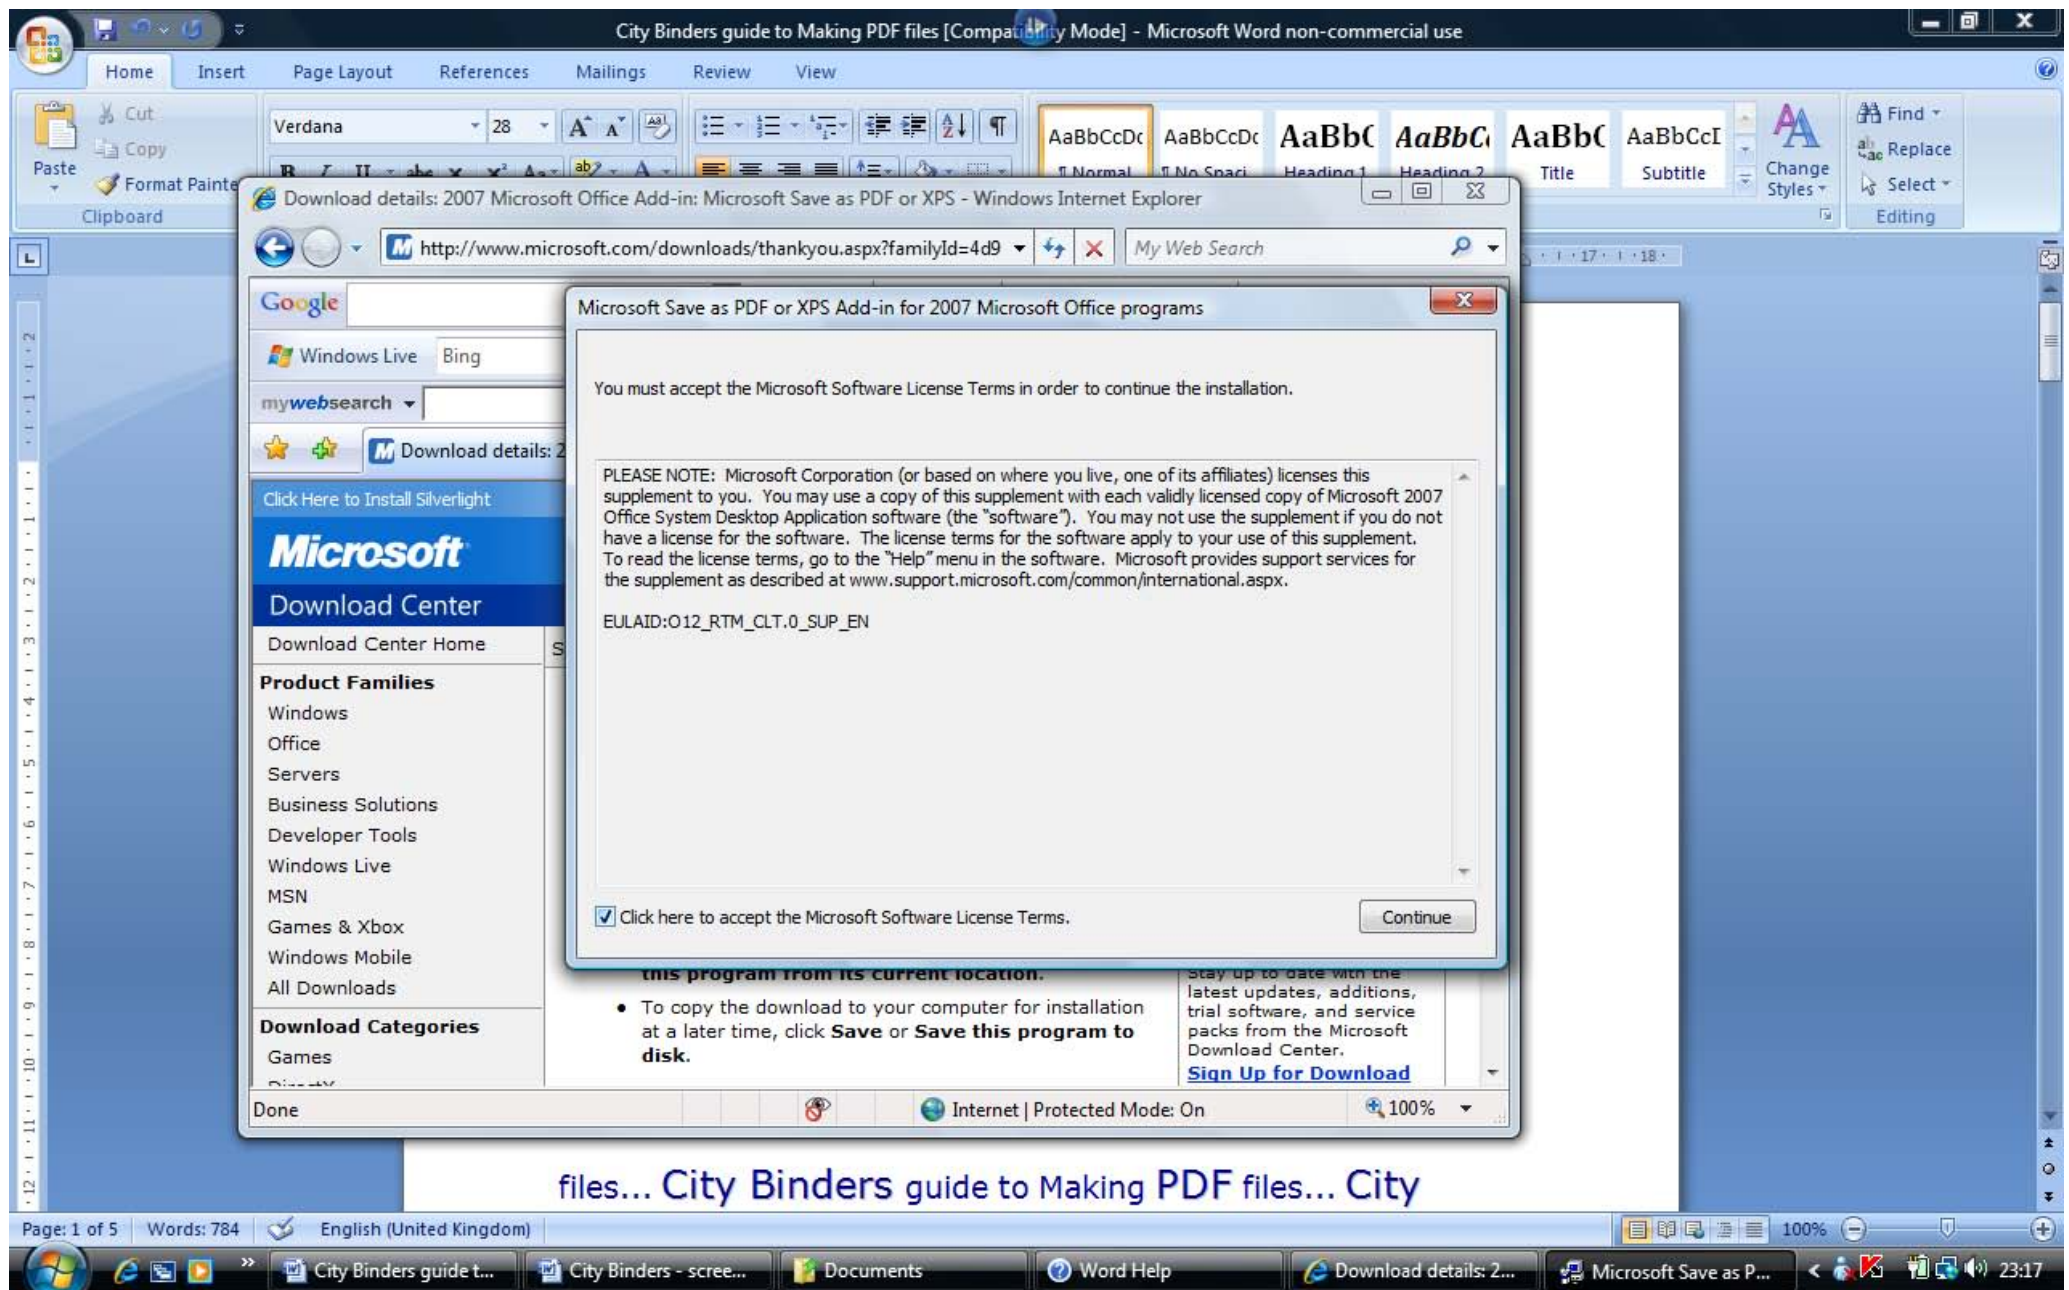 City Binders guide to Making PDF files [Compatibility Mode] - Microsoft Word non-commercial use
Home Insert Page Layout References Mailings Review View
Cut
Copy
Paste
Format Painte
Clipboard
Verdana 28
AaBbCcDc AaBbCcDc AaBbC AaBbC AaBbC AaBbCcI
¶ Normal ¶ No Spaci... Heading 1 Heading 2 Title Subtitle
Change
Styles
Find
Replace
Select
Editing
Download details: 2007 Microsoft Office Add-in: Microsoft Save as PDF or XPS - Windows Internet Explorer
http://www.microsoft.com/downloads/thankyou.aspx?familyId=4d9
My Web Search
17 18
Google
Windows Live Bing
mywebsearch
Download details: 2
Click Here to Install Silverlight
Microsoft
Download Center
Download Center Home
Product Families
Windows
Office
Servers
Business Solutions
Developer Tools
Windows Live
MSN
Games & Xbox
Windows Mobile
All Downloads
Download Categories
Games
DirectX
Microsoft Save as PDF or XPS Add-in for 2007 Microsoft Office programs
You must accept the Microsoft Software License Terms in order to continue the installation.
PLEASE NOTE: Microsoft Corporation (or based on where you live, one of its affiliates) licenses this
supplement to you. You may use a copy of this supplement with each validly licensed copy of Microsoft 2007
Office System Desktop Application software (the "software"). You may not use the supplement if you do not
have a license for the software. The license terms for the software apply to your use of this supplement.
To read the license terms, go to the "Help" menu in the software. Microsoft provides support services for
the supplement as described at www.support.microsoft.com/common/international.aspx.
EULAID:O12_RTM_CLT.0_SUP_EN
Click here to accept the Microsoft Software License Terms.
Continue
this program from its current location.
• To copy the download to your computer for installation
at a later time, click Save or Save this program to
disk.
Stay up to date with the
latest updates, additions,
trial software, and service
packs from the Microsoft
Download Center.
Sign Up for Download
Done
Internet | Protected Mode: On
100%
files... City Binders guide to Making PDF files... City
Page: 1 of 5 Words: 784 English (United Kingdom) 100%
City Binders guide t... City Binders - scree... Documents Word Help Download details: 2... Microsoft Save as P... 23:17